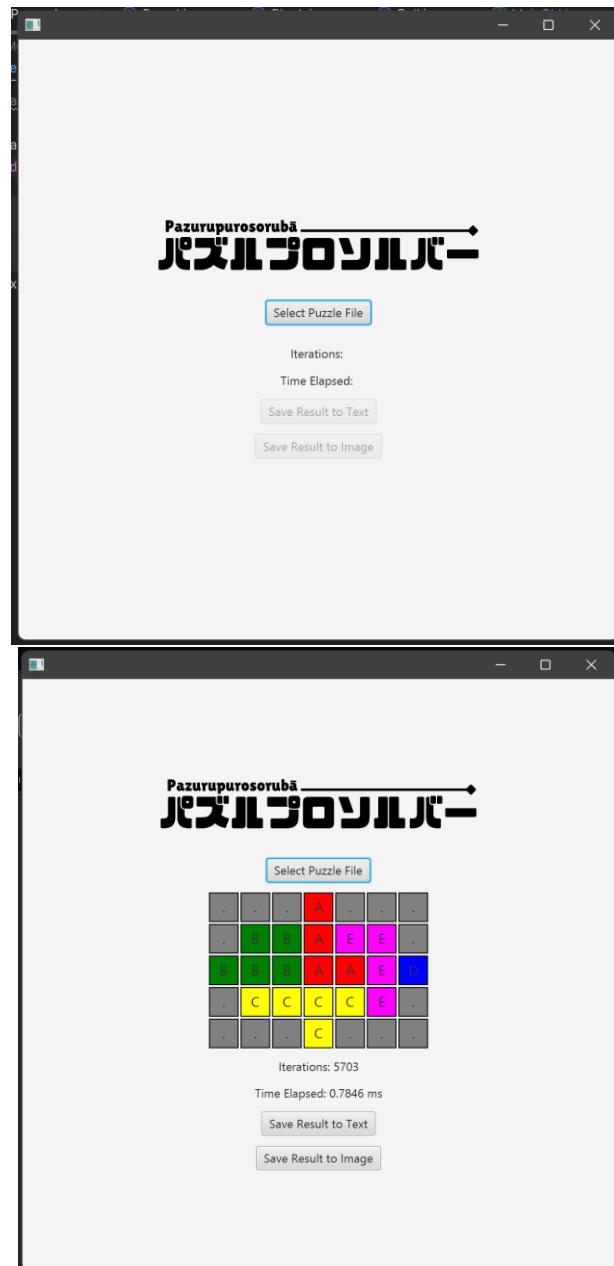 Pazurupurosorubā
パズルプロソルバー
Select Puzzle File
Iterations:
Time Elapsed:
Save Result to Text
Save Result to Image
Pazurupurosorubā
パズルプロソルバー
Select Puzzle File
. . . A . . .
. B B A E E .
B B B A A E D
. C C C C E .
. . . C . . .
Iterations: 5703
Time Elapsed: 0.7846 ms
Save Result to Text
Save Result to Image